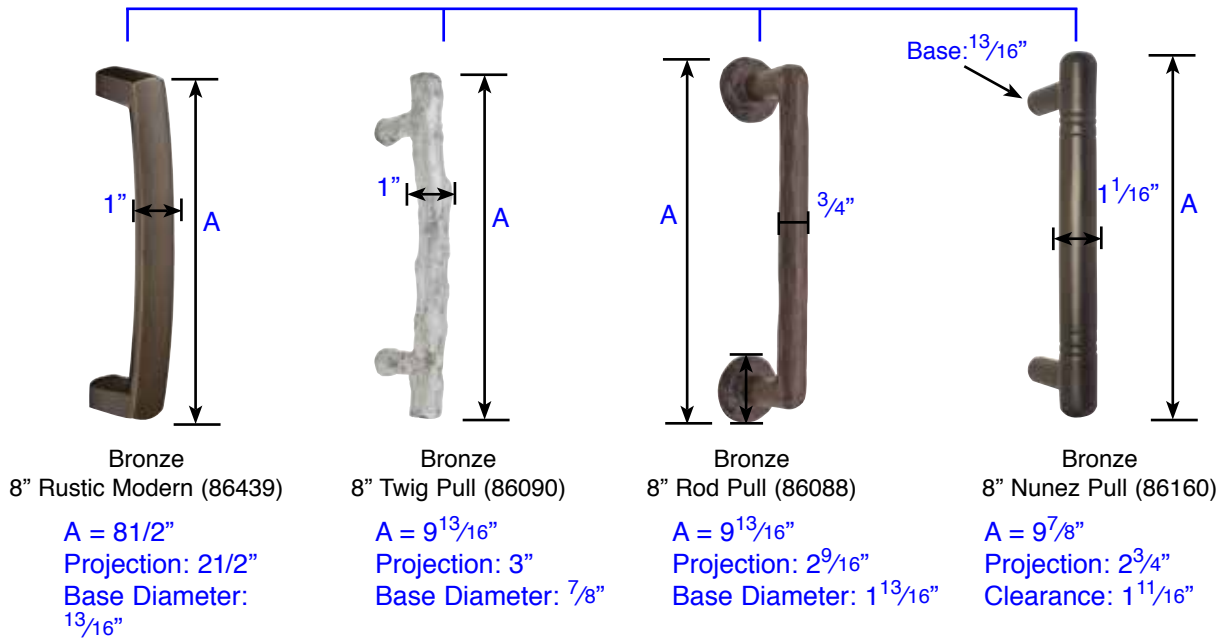 Base: 13/16”
1”
A
1”
A
A
3/4”
1 1/16”
A
Bronze
8” Rustic Modern (86439)
A = 81/2”
Projection: 21/2”
Base Diameter:
13/16”
Bronze
8” Twig Pull (86090)
A = 9 13/16”
Projection: 3”
Base Diameter: 7/8”
Bronze
8” Rod Pull (86088)
A = 9 13/16”
Projection: 2 9/16”
Base Diameter: 1 13/16”
Bronze
8” Nunez Pull (86160)
A = 9 7/8”
Projection: 2 3/4”
Clearance: 1 11/16”